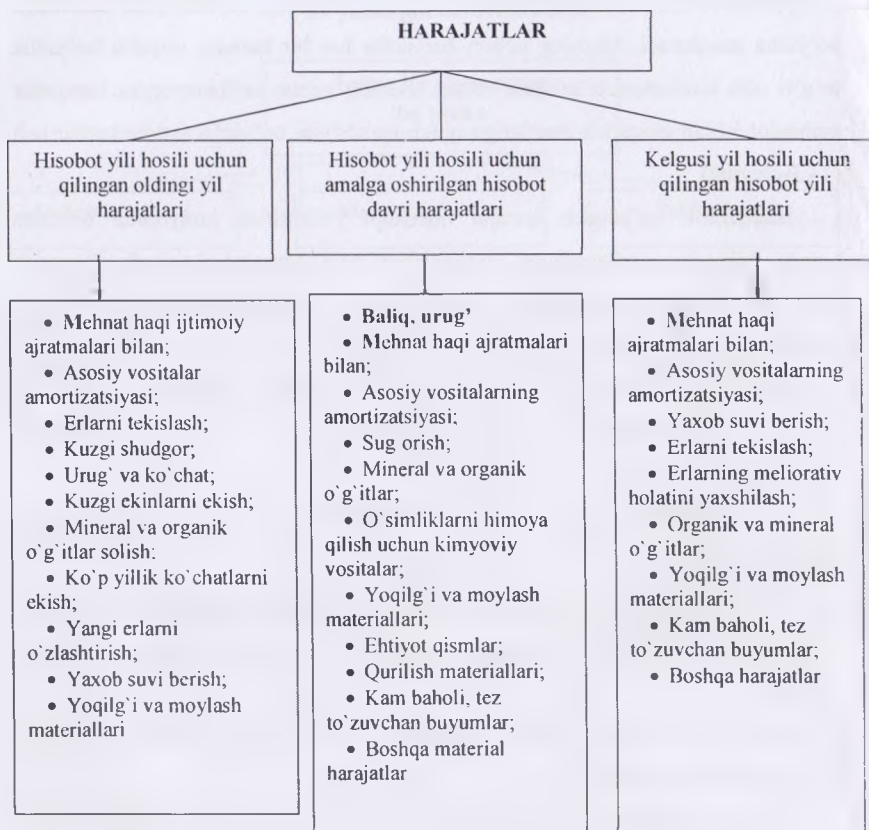 HARAJATLAR
Hisobot yili hosili uchun
qilingan oldingi yil
harajatlari
Hisobot yili hosili uchun
amalga oshirilgan hisobot
davri harajatlari
Kelgusi yil hosili uchun
qilingan hisobot yili
harajatlari
• Mehnat haqi ijtimoiy
ajratmalari bilan;
• Asosiy vositalar
amortizatsiyasi;
• Erlarni tekislash;
• Kuzgi shudgor;
• Urug` va ko`chat;
• Kuzgi ekinlarni ekish;
• Mineral va organik
o`g`itlar solish;
• Ko`p yillik ko`chatlarni
ekish;
• Yangi erlarni
o`zlashtirish;
• Yaxob suvi berish;
• Yoqilg`i va moylash
materiallari
• Baliq, urug’
• Mehnat haqi ajratmalari
bilan;
• Asosiy vositalarning
amortizatsiyasi;
• Sug orish;
• Mineral va organik
o`g`itlar;
• O`simliklarni himoya
qilish uchun kimyoviy
vositalar;
• Yoqilg`i va moylash
materiallari;
• Ehtiyot qismlar;
• Qurilish materiallari;
• Kam baholi, tez
to`zuvchan buyumlar;
• Boshqa material
harajatlar
• Mehnat haqi
ajratmalari bilan;
• Asosiy vositalarning
amortizatsiyasi;
• Yaxob suvi berish;
• Erlarni tekislash;
• Erlarning meliorativ
holatini yaxshilash;
• Organik va mineral
o`g`itlar;
• Yoqilg`i va moylash
materiallari;
• Kam baholi, tez
to`zuvchan buyumlar;
• Boshqa harajatlar